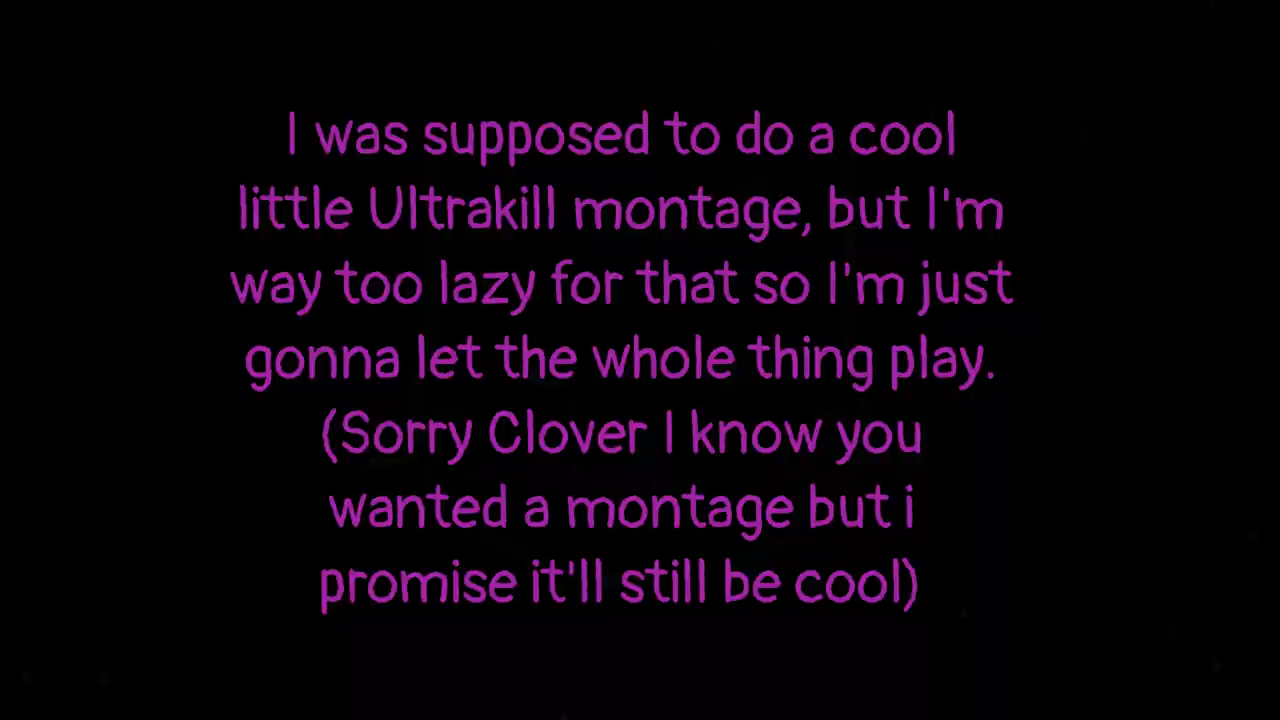 I was supposed to do a cool
little Ultrakill montage, but I'm
way too lazy for that so I'm just
gonna let the whole thing play.
(Sorry Clover I know you
wanted a montage but i
promise it'll still be cool)